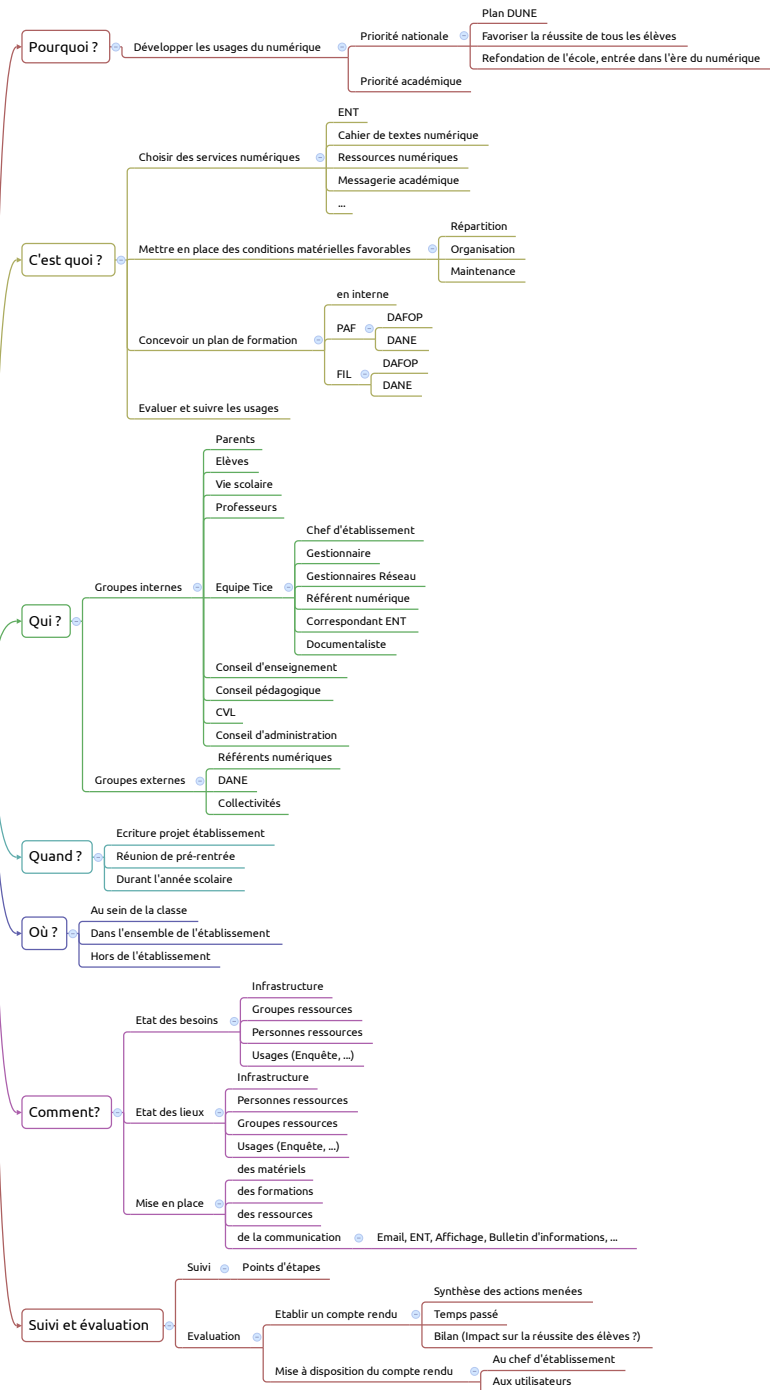 Pourquoi ?
Développer les usages du numérique
Priorité nationale
Plan DUNE
Favoriser la réussite de tous les élèves
Refondation de l'école, entrée dans l'ère du numérique
Priorité académique
C'est quoi ?
Choisir des services numériques
ENT
Cahier de textes numérique
Ressources numériques
Messagerie académique
...
Mettre en place des conditions matérielles favorables
Répartition
Organisation
Maintenance
Concevoir un plan de formation
en interne
PAF
DAFOP
DANE
FIL
DAFOP
DANE
Evaluer et suivre les usages
Qui ?
Groupes internes
Parents
Elèves
Vie scolaire
Professeurs
Equipe Tice
Chef d'établissement
Gestionnaire
Gestionnaires Réseau
Référent numérique
Correspondant ENT
Documentaliste
Conseil d'enseignement
Conseil pédagogique
CVL
Conseil d'administration
Groupes externes
Référents numériques
DANE
Collectivités
Quand ?
Ecriture projet établissement
Réunion de pré-rentrée
Durant l'année scolaire
Où ?
Au sein de la classe
Dans l'ensemble de l'établissement
Hors de l'établissement
Comment?
Etat des besoins
Infrastructure
Groupes ressources
Personnes ressources
Usages (Enquête, ...)
Etat des lieux
Infrastructure
Personnes ressources
Groupes ressources
Usages (Enquête, ...)
Mise en place
des matériels
des formations
des ressources
de la communication
Email, ENT, Affichage, Bulletin d'informations, ...
Suivi et évaluation
Suivi
Points d'étapes
Evaluation
Etablir un compte rendu
Synthèse des actions menées
Temps passé
Bilan (Impact sur la réussite des élèves ?)
Mise à disposition du compte rendu
Au chef d'établissement
Aux utilisateurs